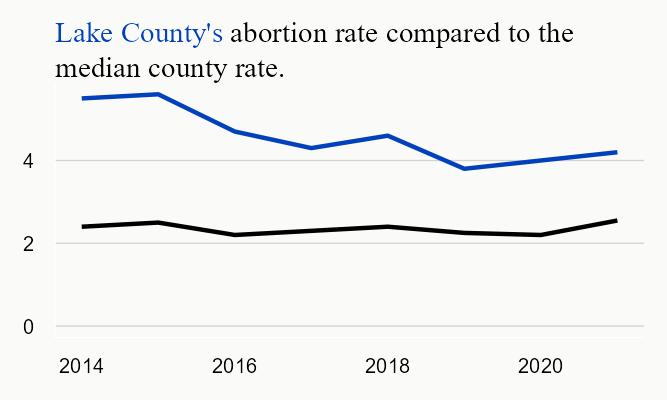 Lake County's abortion rate compared to the
median county rate.
4
2
0
2014 2016 2018 2020